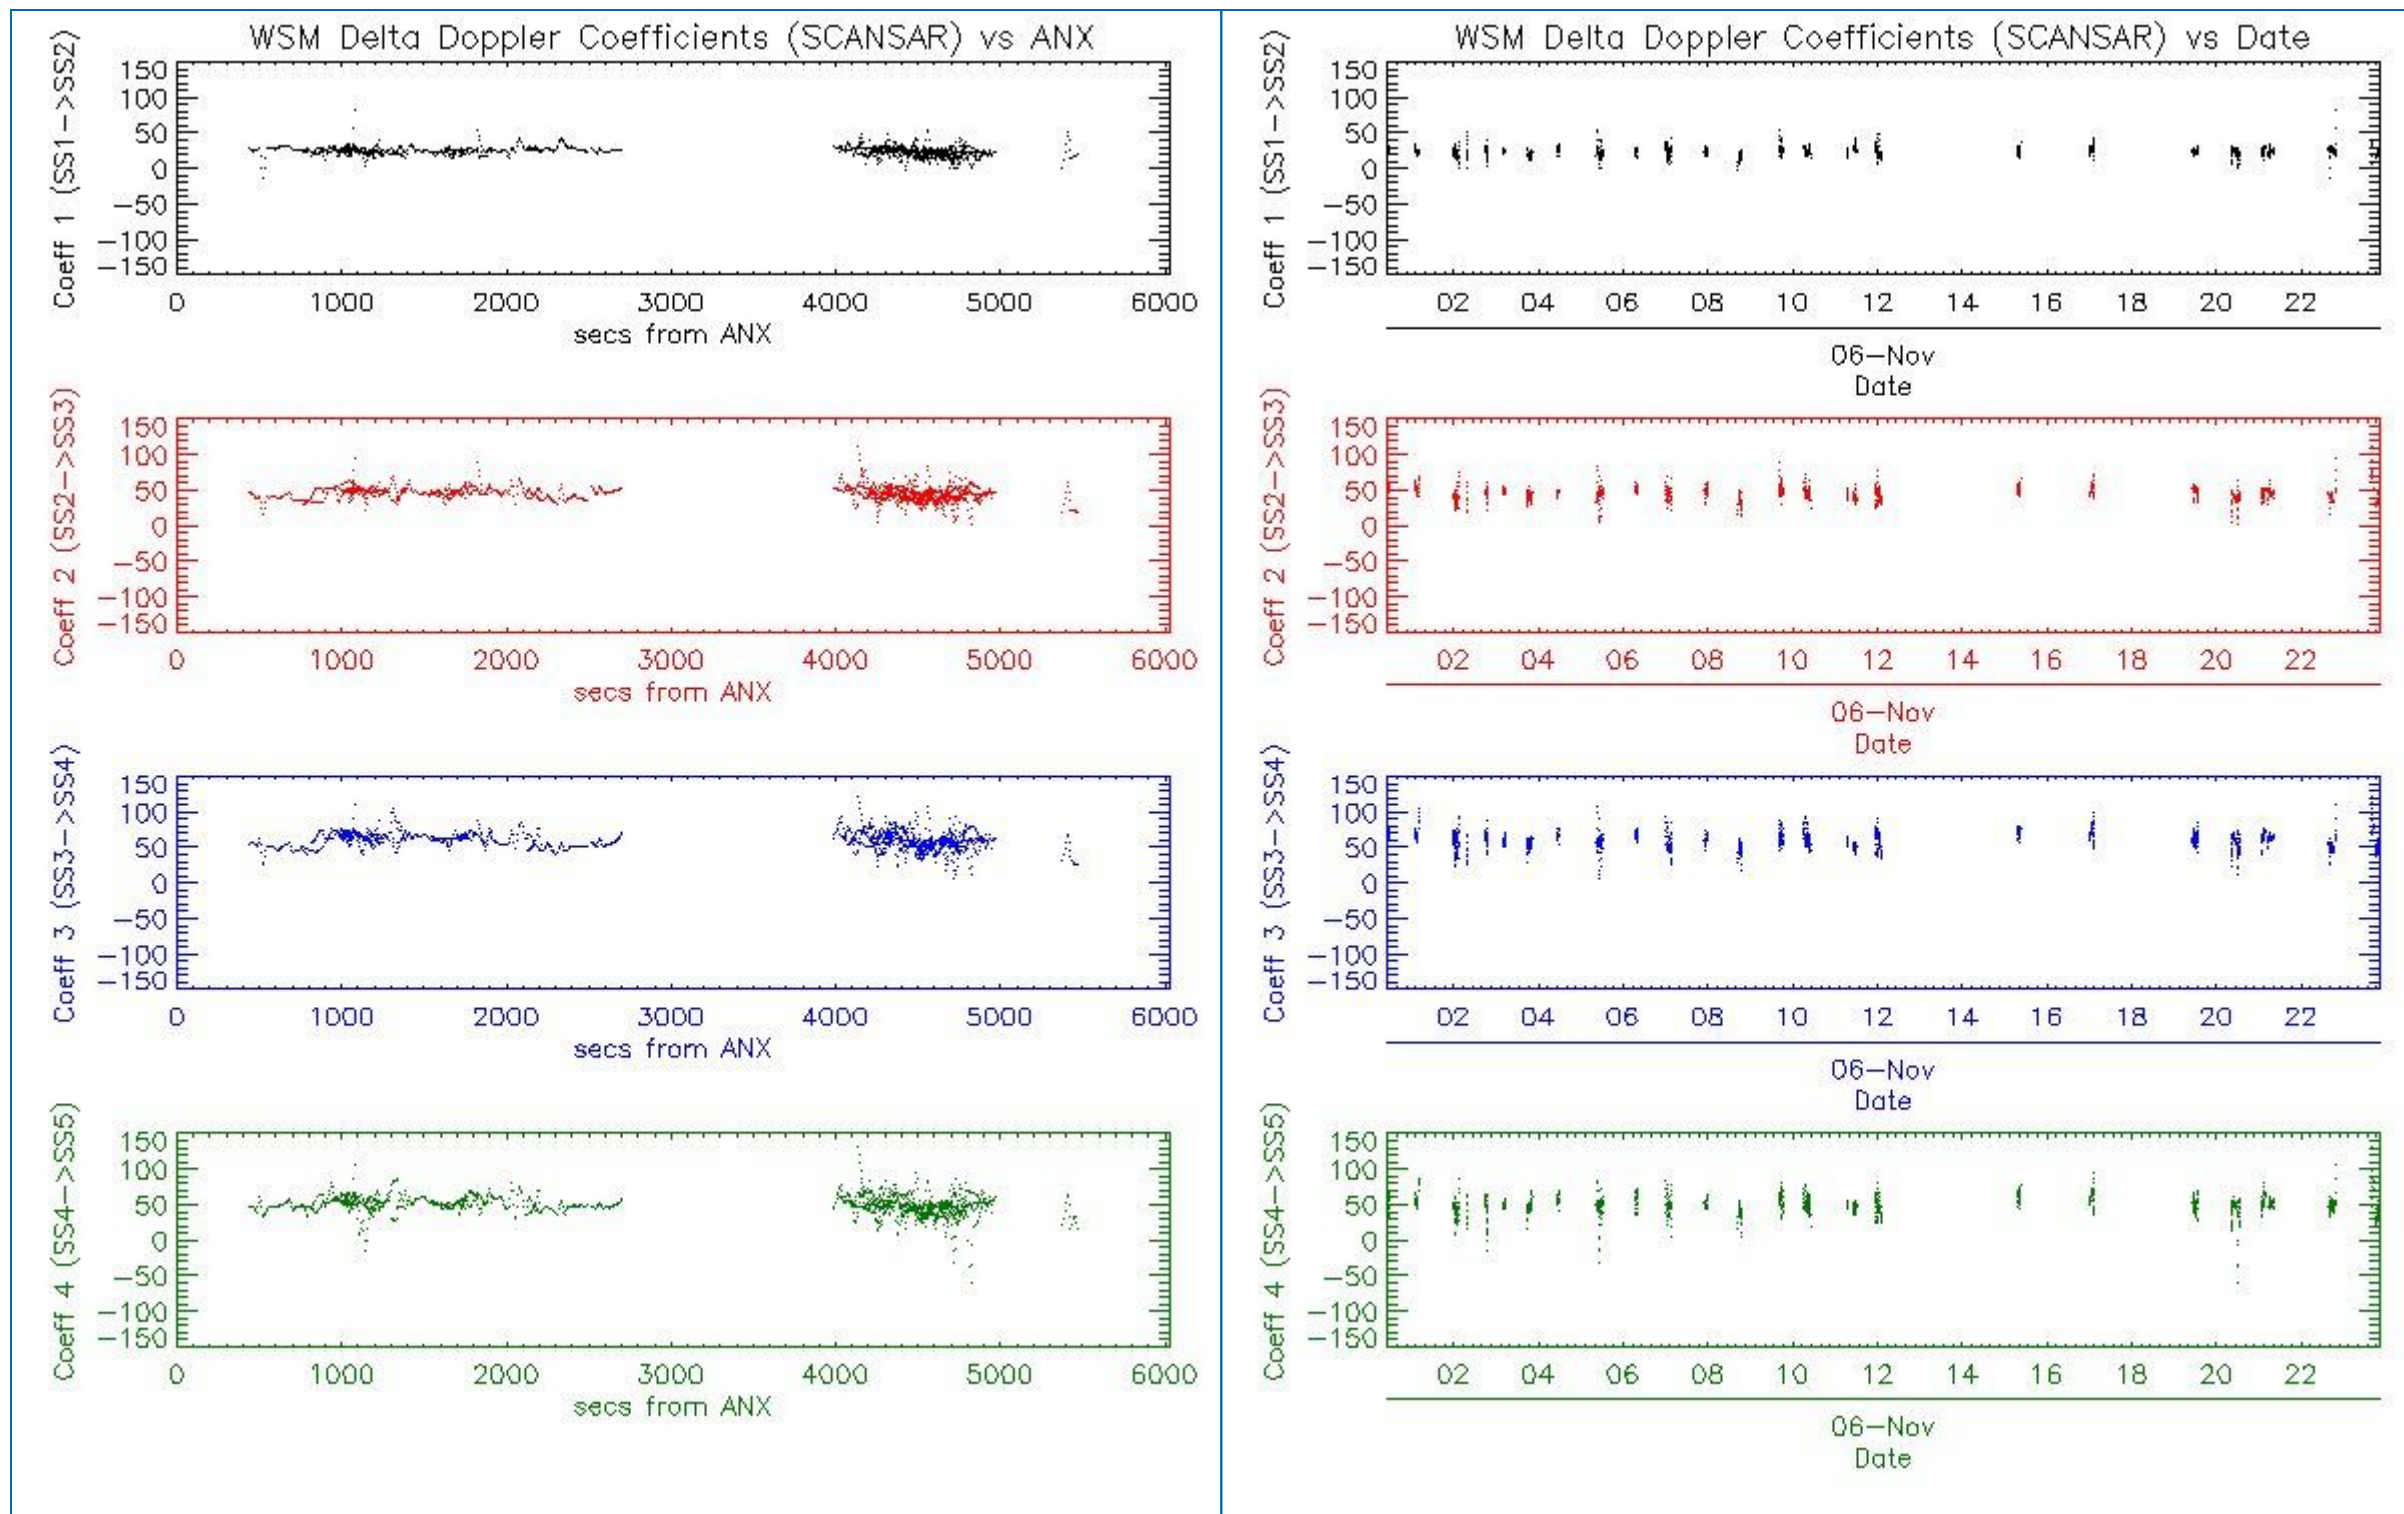 WSM Delta Doppler Coefficients (SCANSAR) vs ANX
Coeff 1 (SS1->SS2)
150
100
50
0
-50
-100
-150
0 1000 2000 3000 4000 5000 6000
secs from ANX
Coeff 2 (SS2->SS3)
150
100
50
0
-50
-100
-150
0 1000 2000 3000 4000 5000 6000
secs from ANX
Coeff 3 (SS3->SS4)
150
100
50
0
-50
-100
-150
0 1000 2000 3000 4000 5000 6000
secs from ANX
Coeff 4 (SS4->SS5)
150
100
50
0
-50
-100
-150
0 1000 2000 3000 4000 5000 6000
secs from ANX
WSM Delta Doppler Coefficients (SCANSAR) vs Date
Coeff 1 (SS1->SS2)
150
100
50
0
-50
-100
-150
02 04 06 08 10 12 14 16 18 20 22
06-Nov
Date
Coeff 2 (SS2->SS3)
150
100
50
0
-50
-100
-150
02 04 06 08 10 12 14 16 18 20 22
06-Nov
Date
Coeff 3 (SS3->SS4)
150
100
50
0
-50
-100
-150
02 04 06 08 10 12 14 16 18 20 22
06-Nov
Date
Coeff 4 (SS4->SS5)
150
100
50
0
-50
-100
-150
02 04 06 08 10 12 14 16 18 20 22
06-Nov
Date